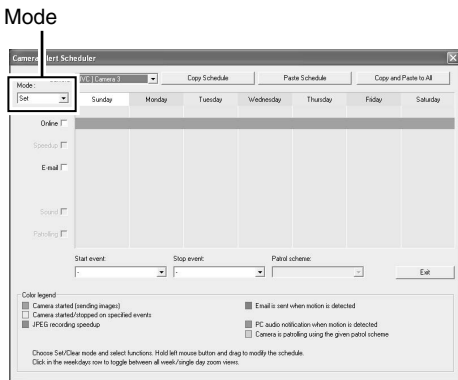 Mode
Camera Alert Scheduler
Mode:
Set
Camera 3
Copy Schedule
Paste Schedule
Copy and Paste to All
Sunday Monday Tuesday Wednesday Thursday Friday Saturday
Online
Speedup
E-mail
Sound
Patrolling
Start event: Stop event: Patrol scheme:
- -
Exit
Color legend
Camera started (sending images)
Email is sent when motion is detected
Camera started/stopped on specified events
JPEG recording speedup
PC audio notification when motion is detected
Camera is patrolling using the given patrol scheme
Choose Set/Clear mode and select functions. Hold left mouse button and drag to modify the schedule.
Click in the weekdays row to toggle between all week/single day zoom views.